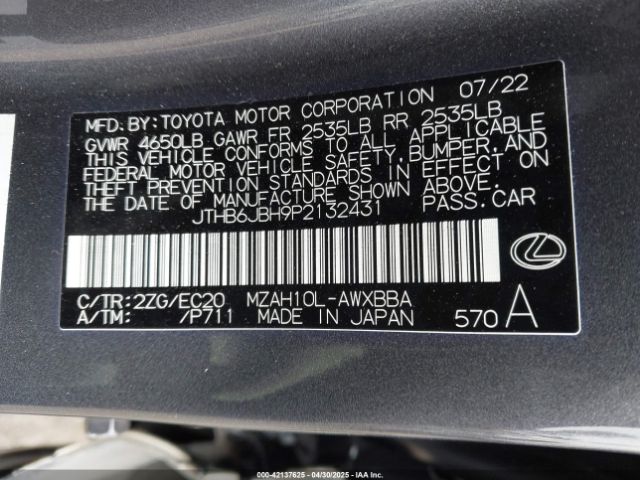 07/22
MFD. BY: TOYOTA MOTOR CORPORATION
GVWR 4650LB GAWR FR 2535LB RR 2535LB
THIS VEHICLE CONFORMS TO ALL APPLICABLE
FEDERAL MOTOR VEHICLE SAFETY, BUMPER, AND
THEFT PREVENTION STANDARDS IN EFFECT ON
THE DATE OF MANUFACTURE SHOWN ABOVE.
JTHB6JBH9P2132431 PASS. CAR
C/TR: 2ZG/EC20 MZAH10L-AWXBBA
A/TM: /P711 MADE IN JAPAN 570 A
000-42137625 - 04/30/2025 - IAAI, Inc.